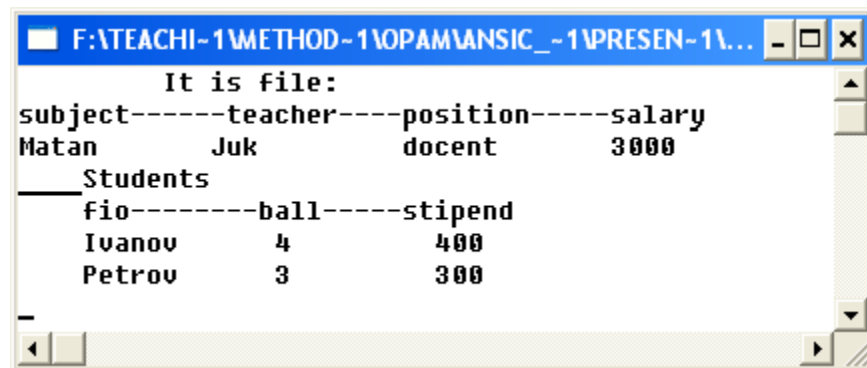 F:\TEACHI~1\METHOD~1\OPAM\ANSIC_~1\PRESEN~1\...
It is file:
subject------teacher----position-----salary
Matan Juk docent 3000
____Students
fio--------ball-----stipend
Ivanov 4 400
Petrov 3 300